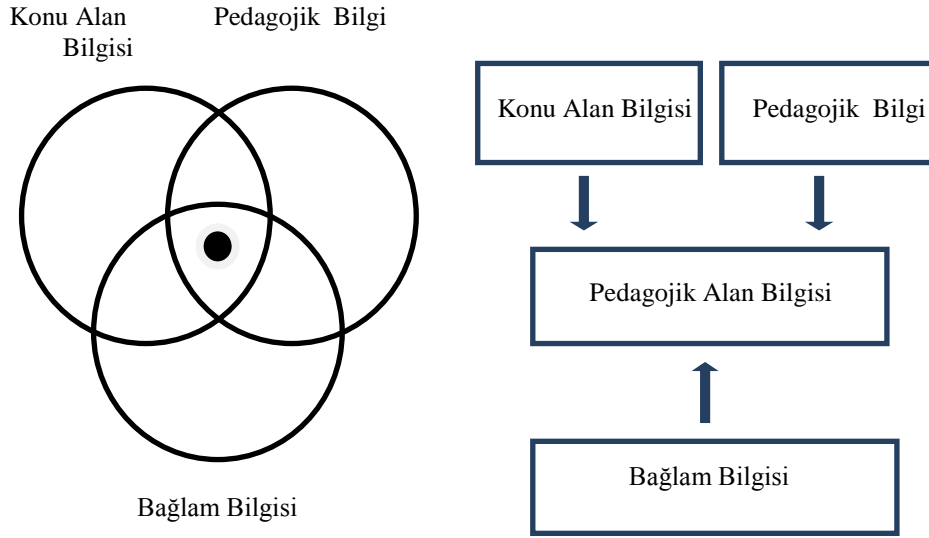 Konu Alan
Bilgisi
Pedagojik Bilgi
Bağlam Bilgisi
Konu Alan Bilgisi
Pedagojik Bilgi
Pedagojik Alan Bilgisi
Bağlam Bilgisi